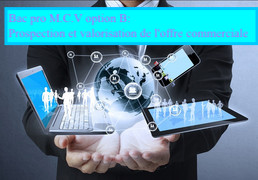 Bac pro M.C.V option B:
Prospection et valorisation de l'offre commerciale